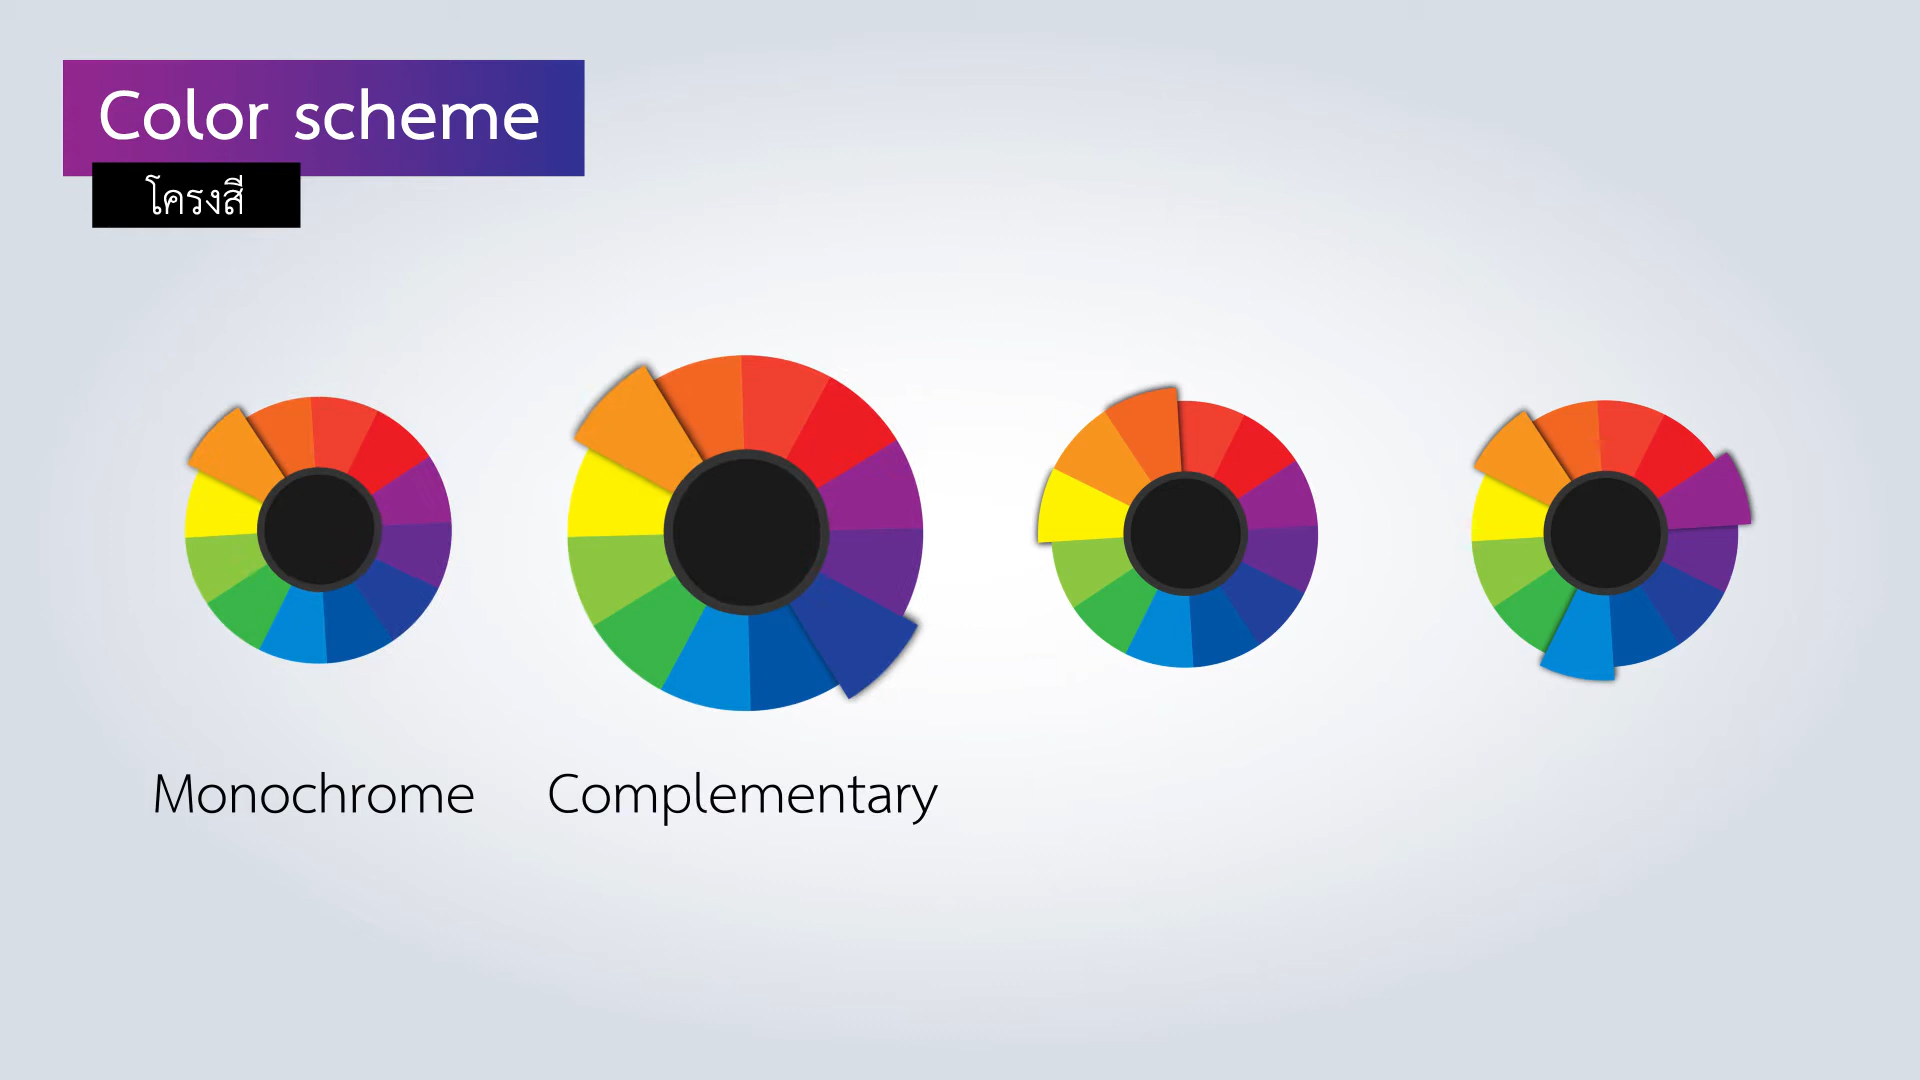 Color scheme
โครงสี
Monochrome
Complementary